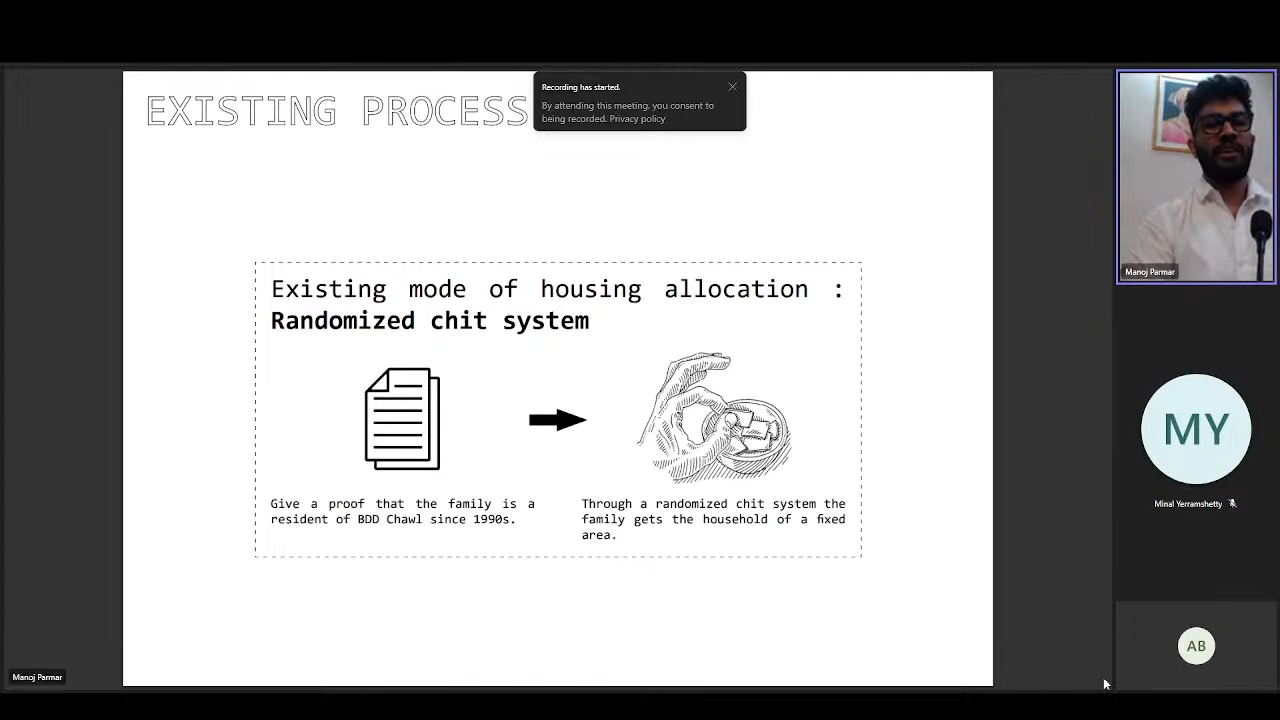 EXISTING PROCESS
Recording has started.
By attending this meeting, you consent to
being recorded. Privacy policy
Existing mode of housing allocation :
Randomized chit system
Give a proof that the family is a
resident of BDD Chawl since 1990s.
Through a randomized chit system the
family gets the household of a fixed
area.
Manoj Parmar
MY
Minal Yerramshetty
AB
Manoj Parmar